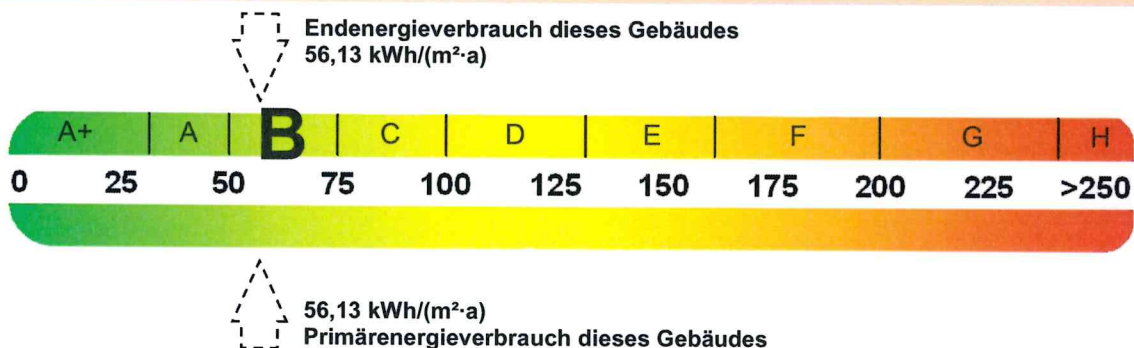 Endenergieverbrauch dieses Gebäudes
56,13 kWh/(m²·a)
A+ A B C D E F G H
0 25 50 75 100 125 150 175 200 225 >250
56,13 kWh/(m²·a)
Primärenergieverbrauch dieses Gebäudes